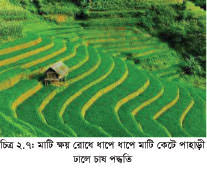 চিত্র ২.৭: মাটি ক্ষয় রোধে ধাপে ধাপে মাটি কেটে পাহাড়ী
ঢালে চাষ পদ্ধতি